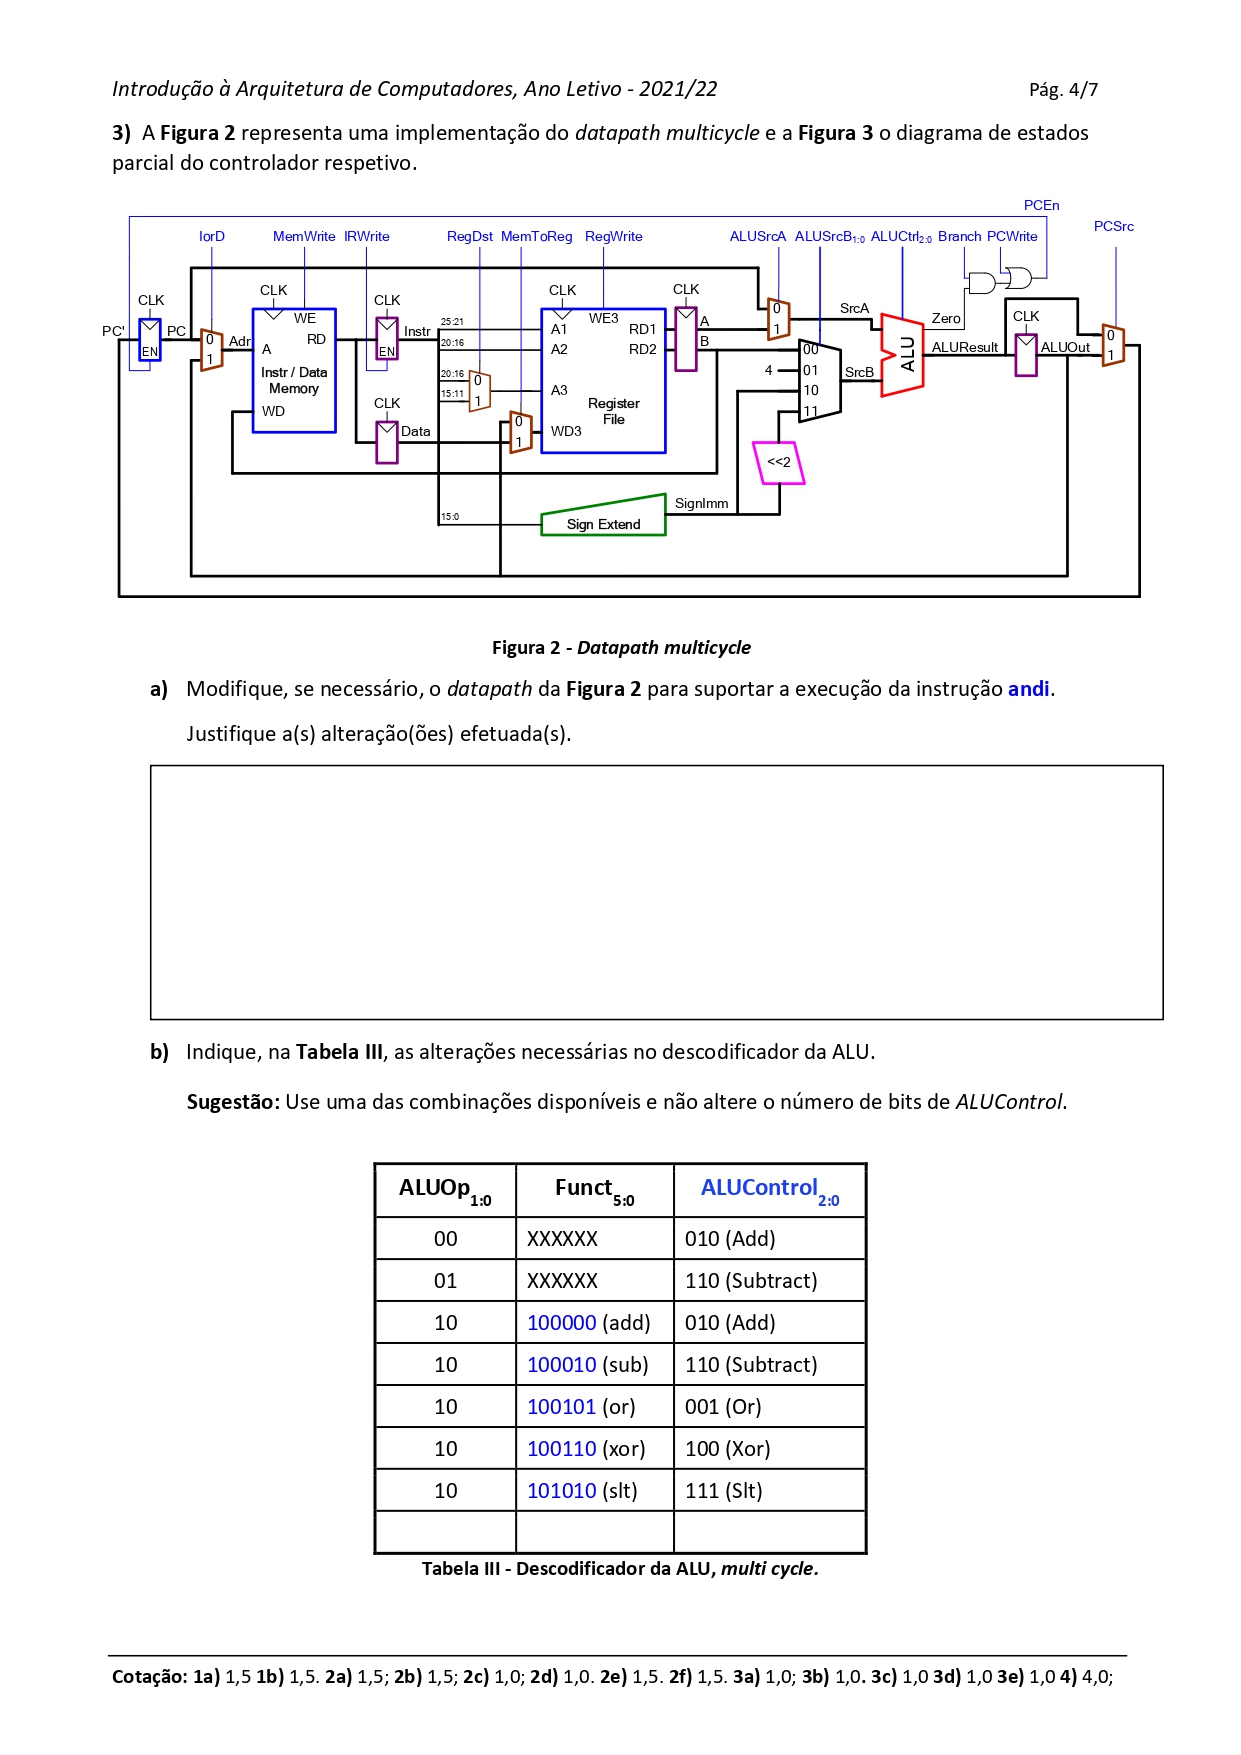 Introdução à Arquitetura de Computadores, Ano Letivo - 2021/22 Pág. 4/7
3) A Figura 2 representa uma implementação do datapath multicycle e a Figura 3 o diagrama de estados
parcial do controlador respetivo.
PCEn
IorD MemWrite IRWrite RegDst MemToReg RegWrite ALUSrcA ALUSrcB1:0 ALUCtrl2:0 Branch PCWrite PCSrc
CLK CLK CLK CLK CLK CLK
PC' EN PC 0 1 Adr
WE A RD Instr / Data Memory WD
EN Instr
CLK Data
25:21
20:16
20:16 0
15:11 1
0 1
WE3 A1 RD1 A2 RD2 A3 Register File WD3
A
B
0 1 SrcA
4 00 01 10 11 SrcB
ALU Zero ALUResult CLK ALUOut 0 1
<<2
15:0 Sign Extend SignImm
Figura 2 - Datapath multicycle
a) Modifique, se necessário, o datapath da Figura 2 para suportar a execução da instrução andi.
Justifique a(s) alteração(ões) efetuada(s).
b) Indique, na Tabela III, as alterações necessárias no descodificador da ALU.
Sugestão: Use uma das combinações disponíveis e não altere o número de bits de ALUControl.
ALUOp1:0 Funct5:0 ALUControl2:0
00 XXXXXX 010 (Add)
01 XXXXXX 110 (Subtract)
10 100000 (add) 010 (Add)
10 100010 (sub) 110 (Subtract)
10 100101 (or) 001 (Or)
10 100110 (xor) 100 (Xor)
10 101010 (slt) 111 (Slt)
Tabela III - Descodificador da ALU, multi cycle.
Cotação: 1a) 1,5 1b) 1,5. 2a) 1,5; 2b) 1,5; 2c) 1,0; 2d) 1,0. 2e) 1,5. 2f) 1,5. 3a) 1,0; 3b) 1,0. 3c) 1,0 3d) 1,0 3e) 1,0 4) 4,0;